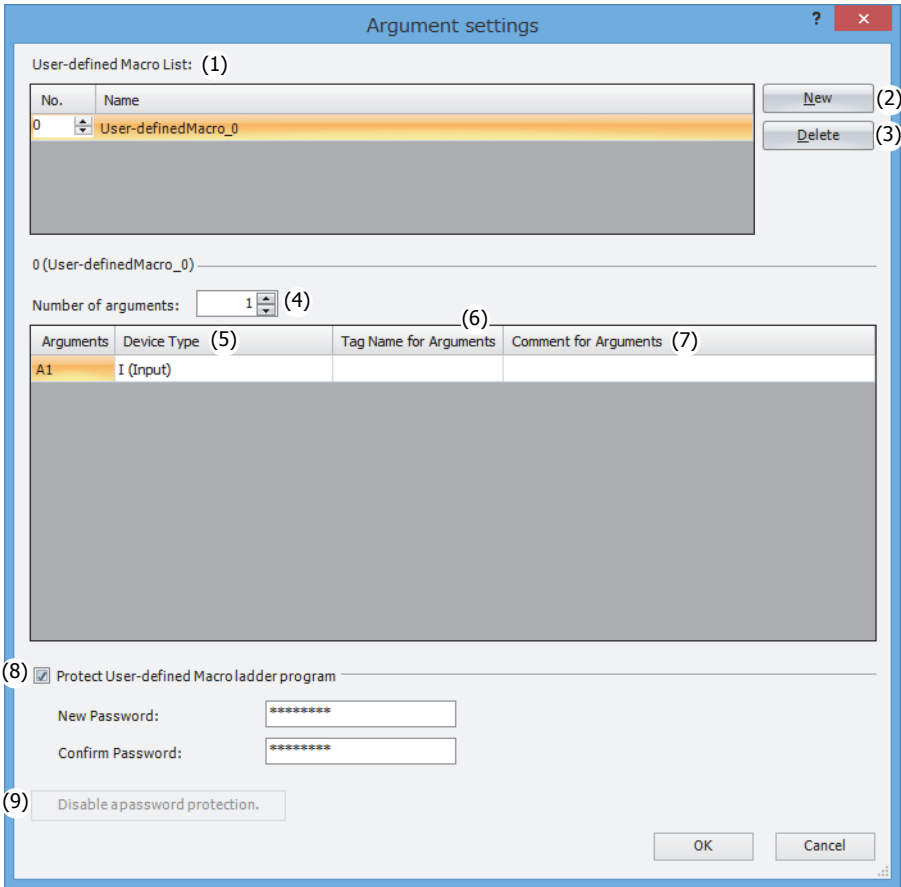 Argument settings
?
User-defined Macro List: (1)
No. Name
0 User-definedMacro_0
New (2)
Delete (3)
0 (User-definedMacro_0)
Number of arguments: 1 (4)
(6)
Arguments Device Type (5) Tag Name for Arguments Comment for Arguments (7)
A1 I (Input)
(8) Protect User-defined Macro ladder program
New Password: ********
Confirm Password: ********
(9) Disable a password protection.
OK Cancel